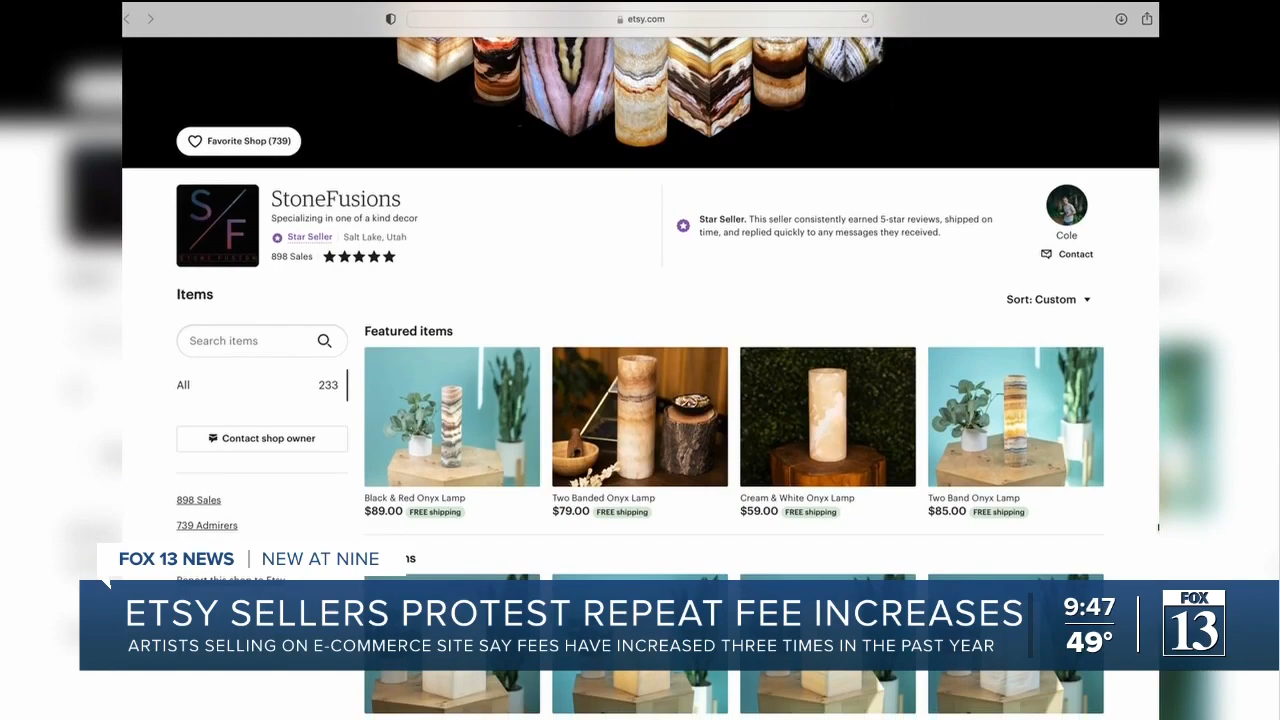 etsy.com
Favorite Shop (739)
S/F
StoneFusions
Specializing in one of a kind decor
Star Seller | Salt Lake, Utah
898 Sales
Star Seller. This seller consistently earned 5-star reviews, shipped on
time, and replied quickly to any messages they received.
Cole
Contact
Items
Sort: Custom
Search items
All 233
Contact shop owner
898 Sales
739 Admirers
Featured items
Black & Red Onyx Lamp
$89.00 FREE shipping
Two Banded Onyx Lamp
$79.00 FREE shipping
Cream & White Onyx Lamp
$59.00 FREE shipping
Two Band Onyx Lamp
$85.00 FREE shipping
FOX 13 NEWS | NEW AT NINE
ETSY SELLERS PROTEST REPEAT FEE INCREASES
ARTISTS SELLING ON E-COMMERCE SITE SAY FEES HAVE INCREASED THREE TIMES IN THE PAST YEAR
9:47
49°
FOX
13